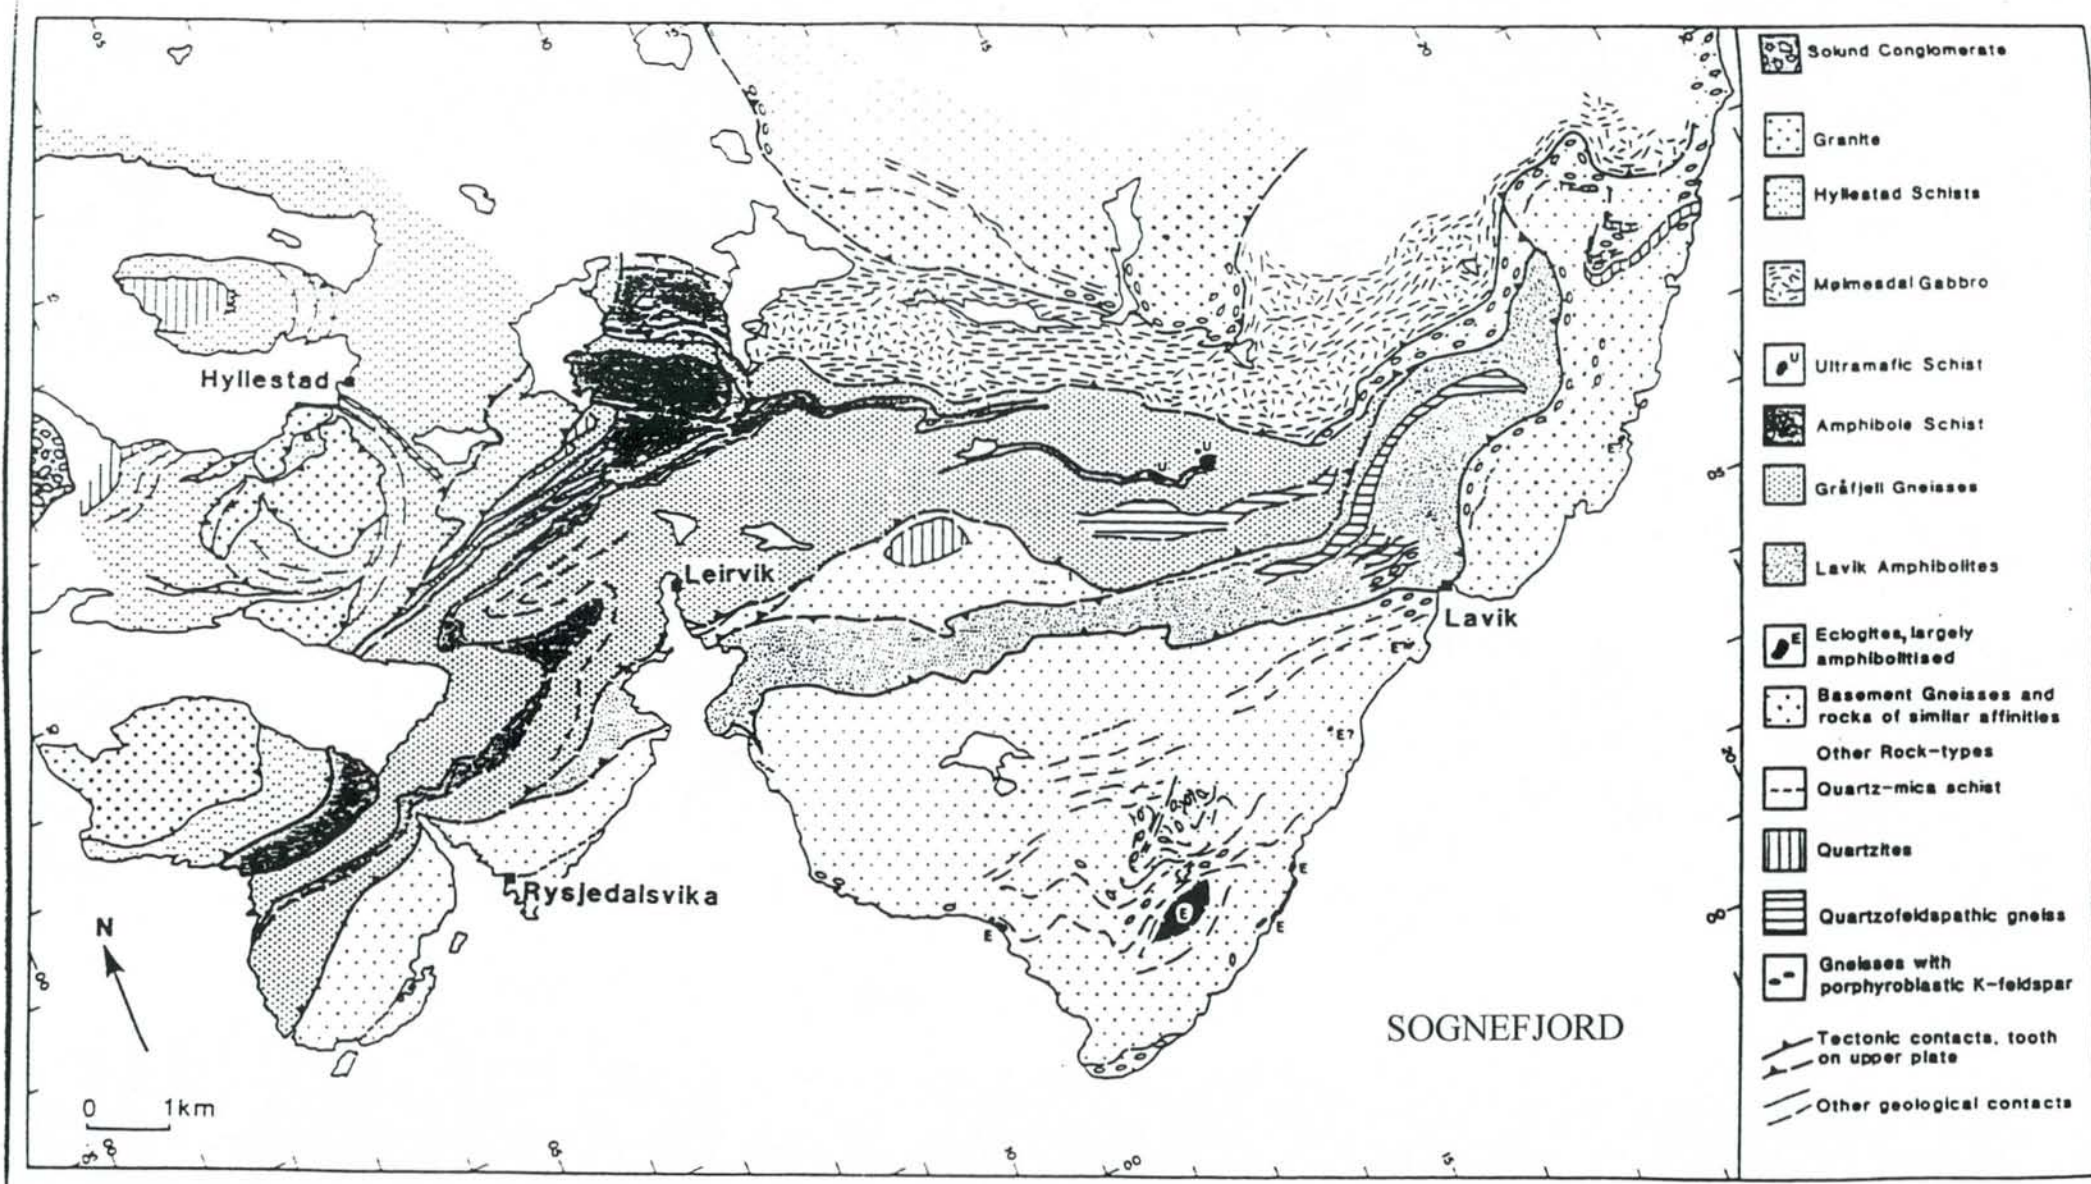 Hyllestad
Leirvik
Lavik
Rysjedalsvika
SOGNEFJORD
N
0 1km
U
U
E
E?
E
E
E
E
E
E
Solund Conglomerate
Granite
Hyllestad Schists
Mølmesdal Gabbro
U
Ultramafic Schist
Amphibole Schist
Gråfjell Gneisses
Lavik Amphibolites
E
Eclogites, largely
amphibolitised
Basement Gneisses and
rocks of similar affinities
Other Rock-types
Quartz-mica schist
Quartzites
Quartzofeldspathic gneiss
Gneisses with
porphyroblastic K-feldspar
Tectonic contacts, tooth
on upper plate
Other geological contacts